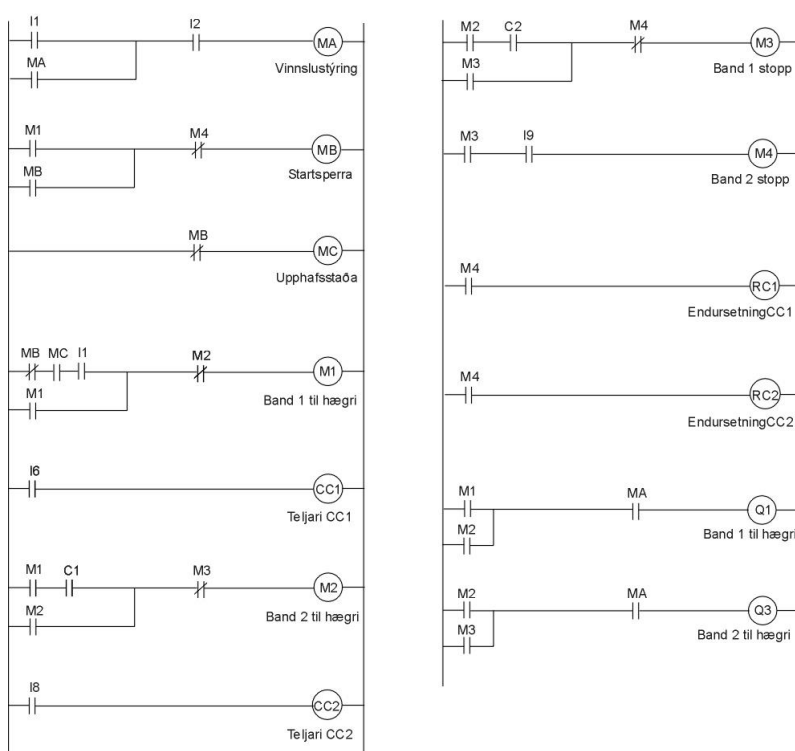 I1 I2
MA
MA
Vinnslustýring
M1 M4
MB
MB
Startsperra
MB
MC
Upphafsstaða
MB MC I1 M2
M1
M1
Band 1 til hægri
I6
CC1
Teljari CC1
M1 C1 M3
M2
M2
Band 2 til hægri
I8
CC2
Teljari CC2
M2 C2 M4
M3
M3
Band 1 stopp
M3 I9
M4
Band 2 stopp
M4
RC1
EndursetningCC1
M4
RC2
EndursetningCC2
M1 MA
Q1
M2
Band 1 til hægri
M2 MA
Q3
M3
Band 2 til hægri